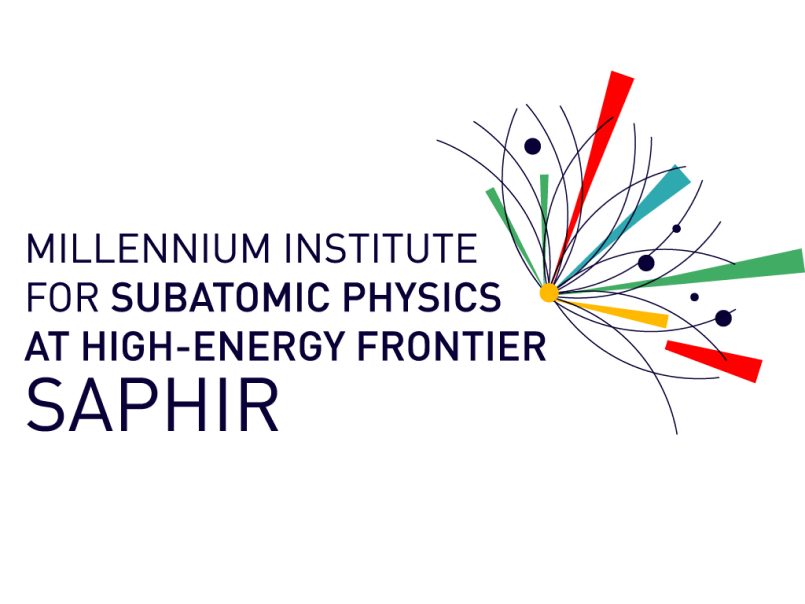 MILLENNIUM INSTITUTE
FOR SUBATOMIC PHYSICS
AT HIGH-ENERGY FRONTIER
SAPHIR